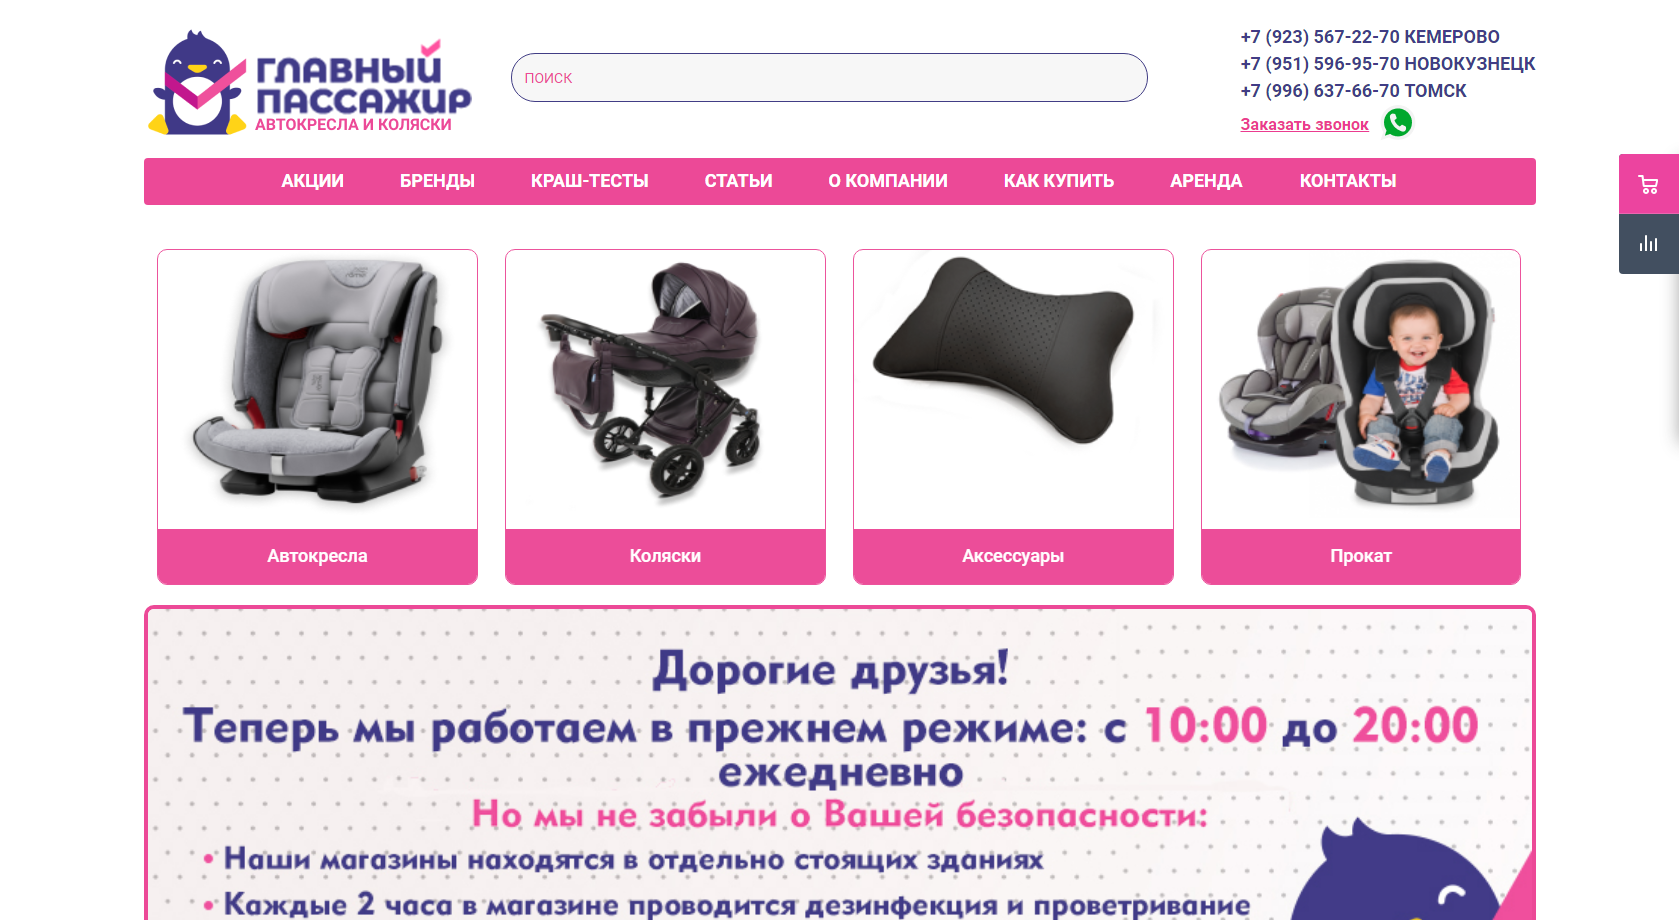 ГЛАВНЫЙ
ПАССАЖИР
АВТОКРЕСЛА И КОЛЯСКИ
ПОИСК
+7 (923) 567-22-70 КЕМЕРОВО
+7 (951) 596-95-70 НОВОКУЗНЕЦК
+7 (996) 637-66-70 ТОМСК
Заказать звонок
АКЦИИ БРЕНДЫ КРАШ-ТЕСТЫ СТАТЬИ О КОМПАНИИ КАК КУПИТЬ АРЕНДА КОНТАКТЫ
Автокресла
Коляски
Аксессуары
Прокат
Дорогие друзья!
Теперь мы работаем в прежнем режиме: с 10:00 до 20:00
ежедневно
Но мы не забыли о Вашей безопасности:
• Наши магазины находятся в отдельно стоящих зданиях
• Каждые 2 часа в магазине проводится дезинфекция и проветривание